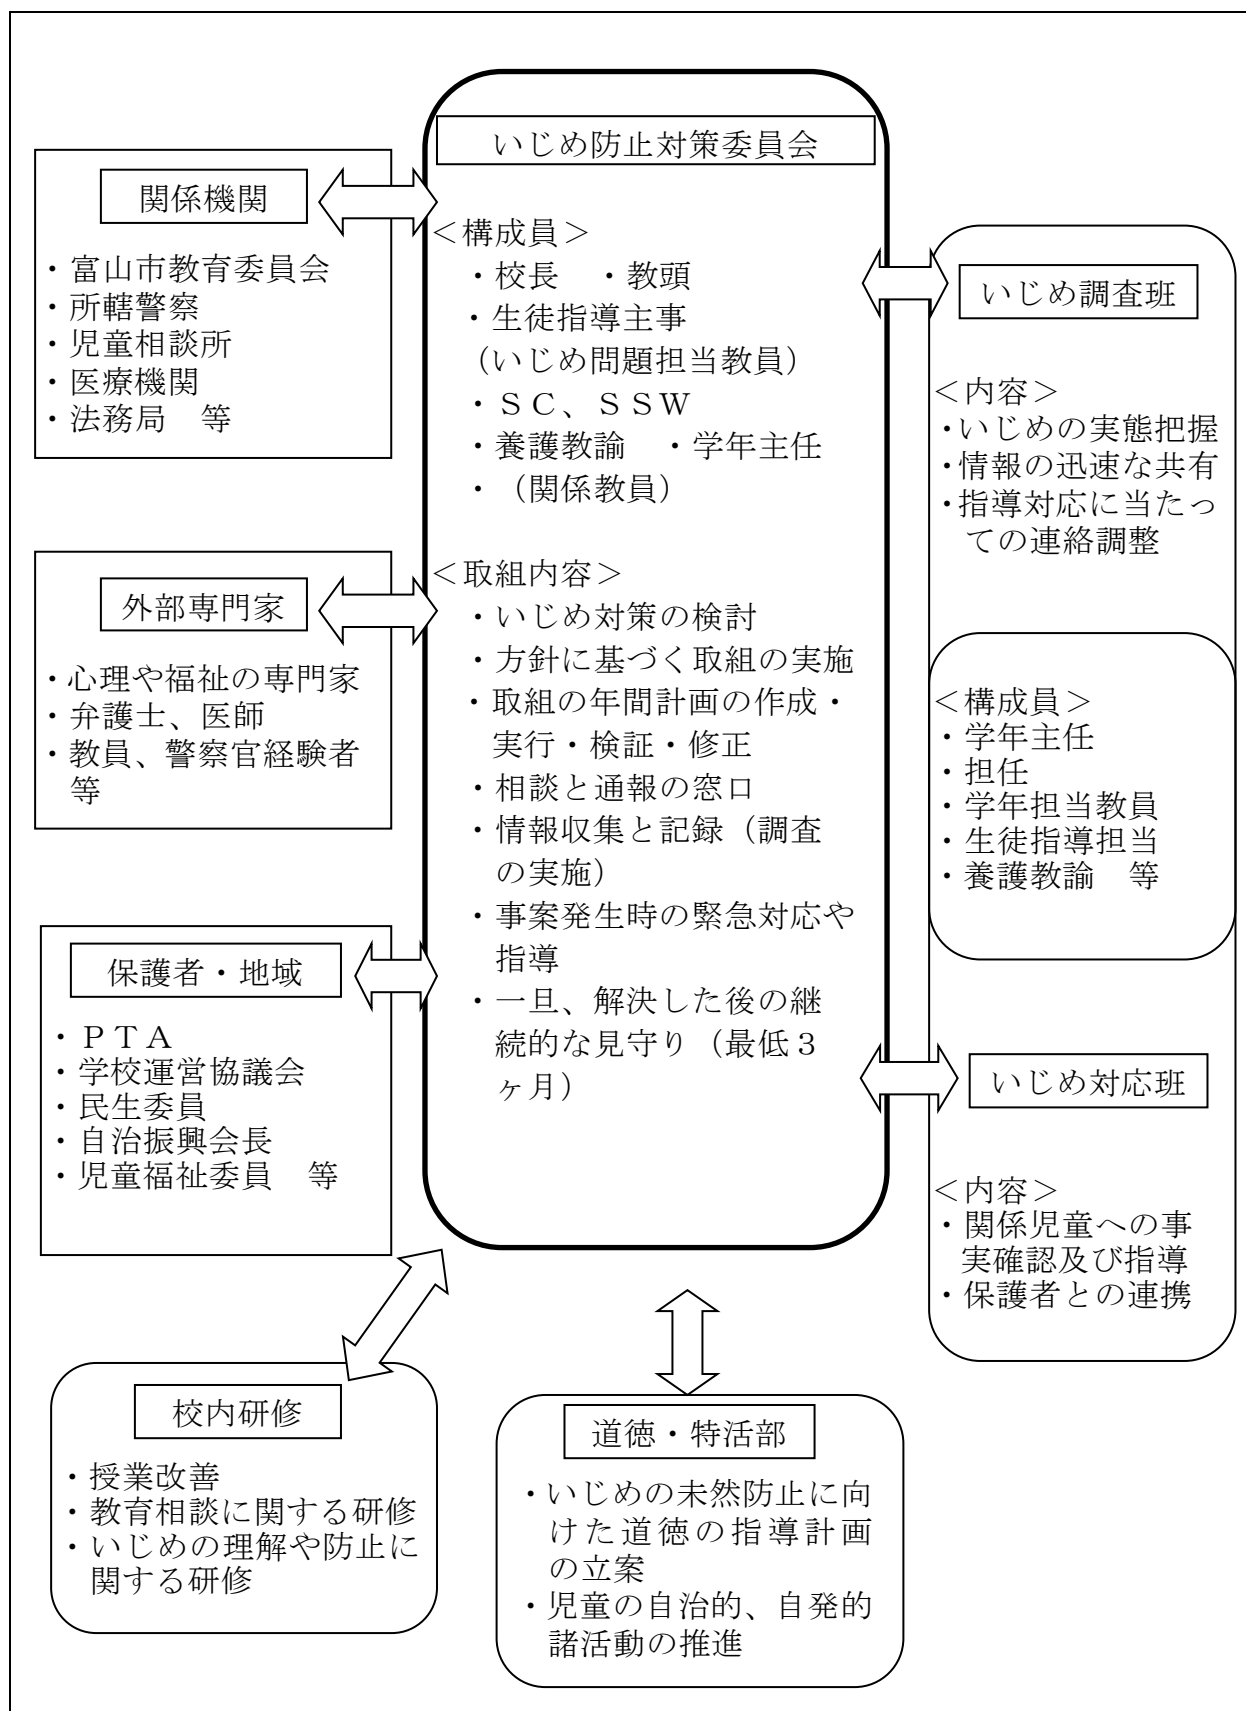 いじめ防止対策委員会
＜構成員＞
・校長　・教頭
・生徒指導主事
（いじめ問題担当教員）
・ＳＣ、ＳＳＷ
・養護教諭　・学年主任
・（関係教員）
＜取組内容＞
・いじめ対策の検討
・方針に基づく取組の実施
・取組の年間計画の作成・
実行・検証・修正
・相談と通報の窓口
・情報収集と記録（調査
の実施）
・事案発生時の緊急対応や
指導
・一旦、解決した後の継
続的な見守り（最低３
ヶ月）
関係機関
・富山市教育委員会
・所轄警察
・児童相談所
・医療機関
・法務局　等
外部専門家
・心理や福祉の専門家
・弁護士、医師
・教員、警察官経験者
等
保護者・地域
・ＰＴＡ
・学校運営協議会
・民生委員
・自治振興会長
・児童福祉委員　等
いじめ調査班
＜内容＞
・いじめの実態把握
・情報の迅速な共有
・指導対応に当たっ
ての連絡調整
＜構成員＞
・学年主任
・担任
・学年担当教員
・生徒指導担当
・養護教諭　等
いじめ対応班
＜内容＞
・関係児童への事
実確認及び指導
・保護者との連携
校内研修
・授業改善
・教育相談に関する研修
・いじめの理解や防止に
関する研修
道徳・特活部
・いじめの未然防止に向
けた道徳の指導計画
の立案
・児童の自治的、自発的
諸活動の推進